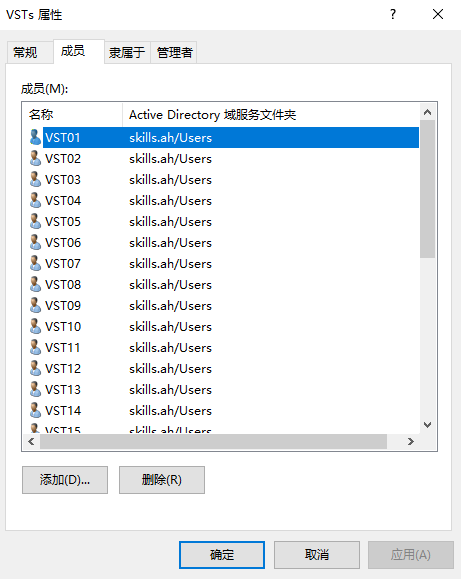 VSTs 属性
常规 成员 隶属于 管理者
成员(M):
名称 Active Directory 域服务文件夹
VST01 skills.ah/Users
VST02 skills.ah/Users
VST03 skills.ah/Users
VST04 skills.ah/Users
VST05 skills.ah/Users
VST06 skills.ah/Users
VST07 skills.ah/Users
VST08 skills.ah/Users
VST09 skills.ah/Users
VST10 skills.ah/Users
VST11 skills.ah/Users
VST12 skills.ah/Users
VST13 skills.ah/Users
VST14 skills.ah/Users
VST15 skills.ah/Users
添加(D)... 删除(R)
确定 取消 应用(A)